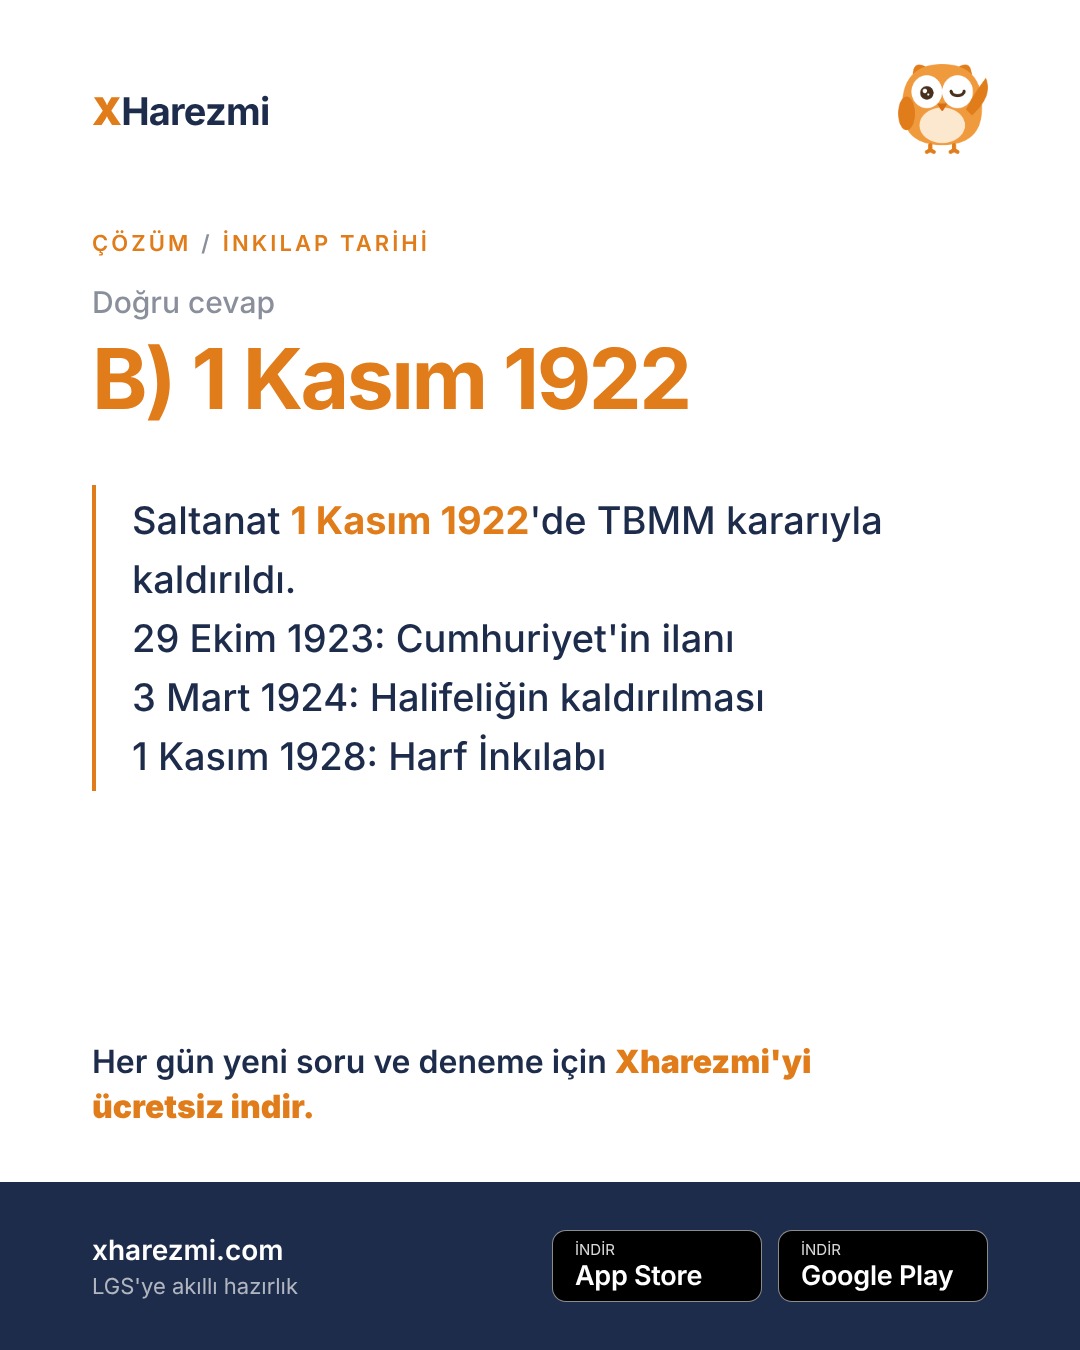 XHarezmi
ÇÖZÜM / İNKILAP TARİHİ
Doğru cevap
B) 1 Kasım 1922
Saltanat 1 Kasım 1922'de TBMM kararıyla
kaldırıldı.
29 Ekim 1923: Cumhuriyet'in ilanı
3 Mart 1924: Halifeliğin kaldırılması
1 Kasım 1928: Harf İnkılabı
Her gün yeni soru ve deneme için Xharezmi'yi
ücretsiz indir.
xharezmi.com
LGS'ye akıllı hazırlık
İNDİR
App Store
İNDİR
Google Play